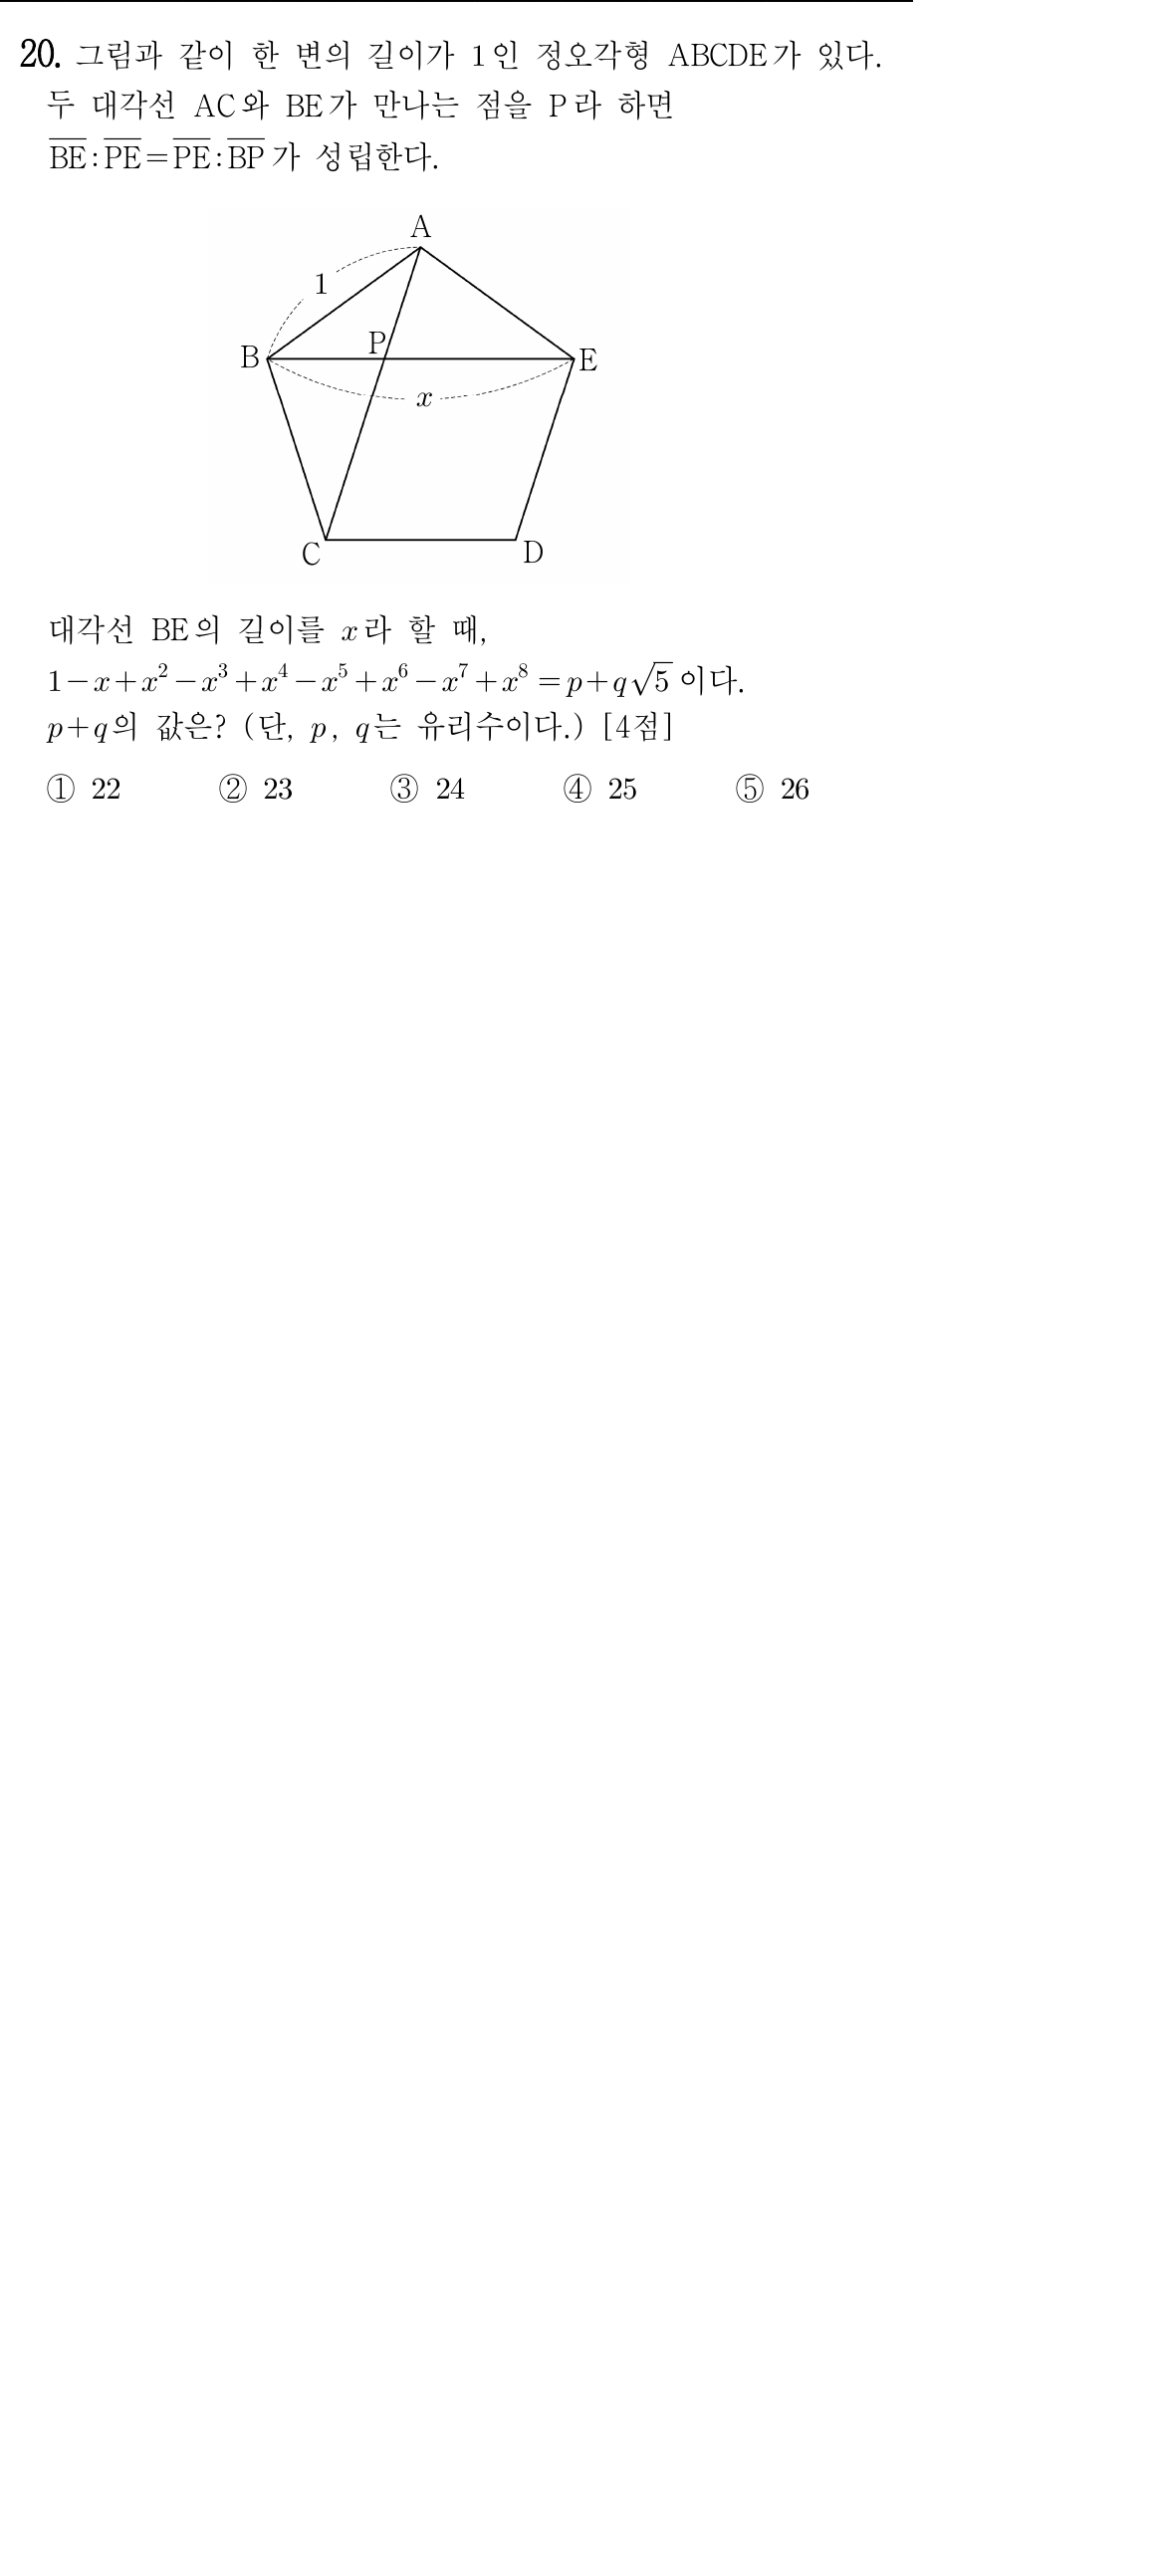 20. 그림과 같이 한 변의 길이가 1인 정오각형 ABCDE가 있다.
두 대각선 AC와 BE가 만나는 점을 P라 하면
$\overline{BE}:\overline{PE}=\overline{PE}:\overline{BP}$가 성립한다.
A
1
P
B
E
x
C
D
대각선 BE의 길이를 x라 할 때,
$1-x+x^2-x^3+x^4-x^5+x^6-x^7+x^8=p+q\sqrt{5}$이다.
p+q의 값은? (단, p, q는 유리수이다.) [4점]
① 22 ② 23 ③ 24 ④ 25 ⑤ 26